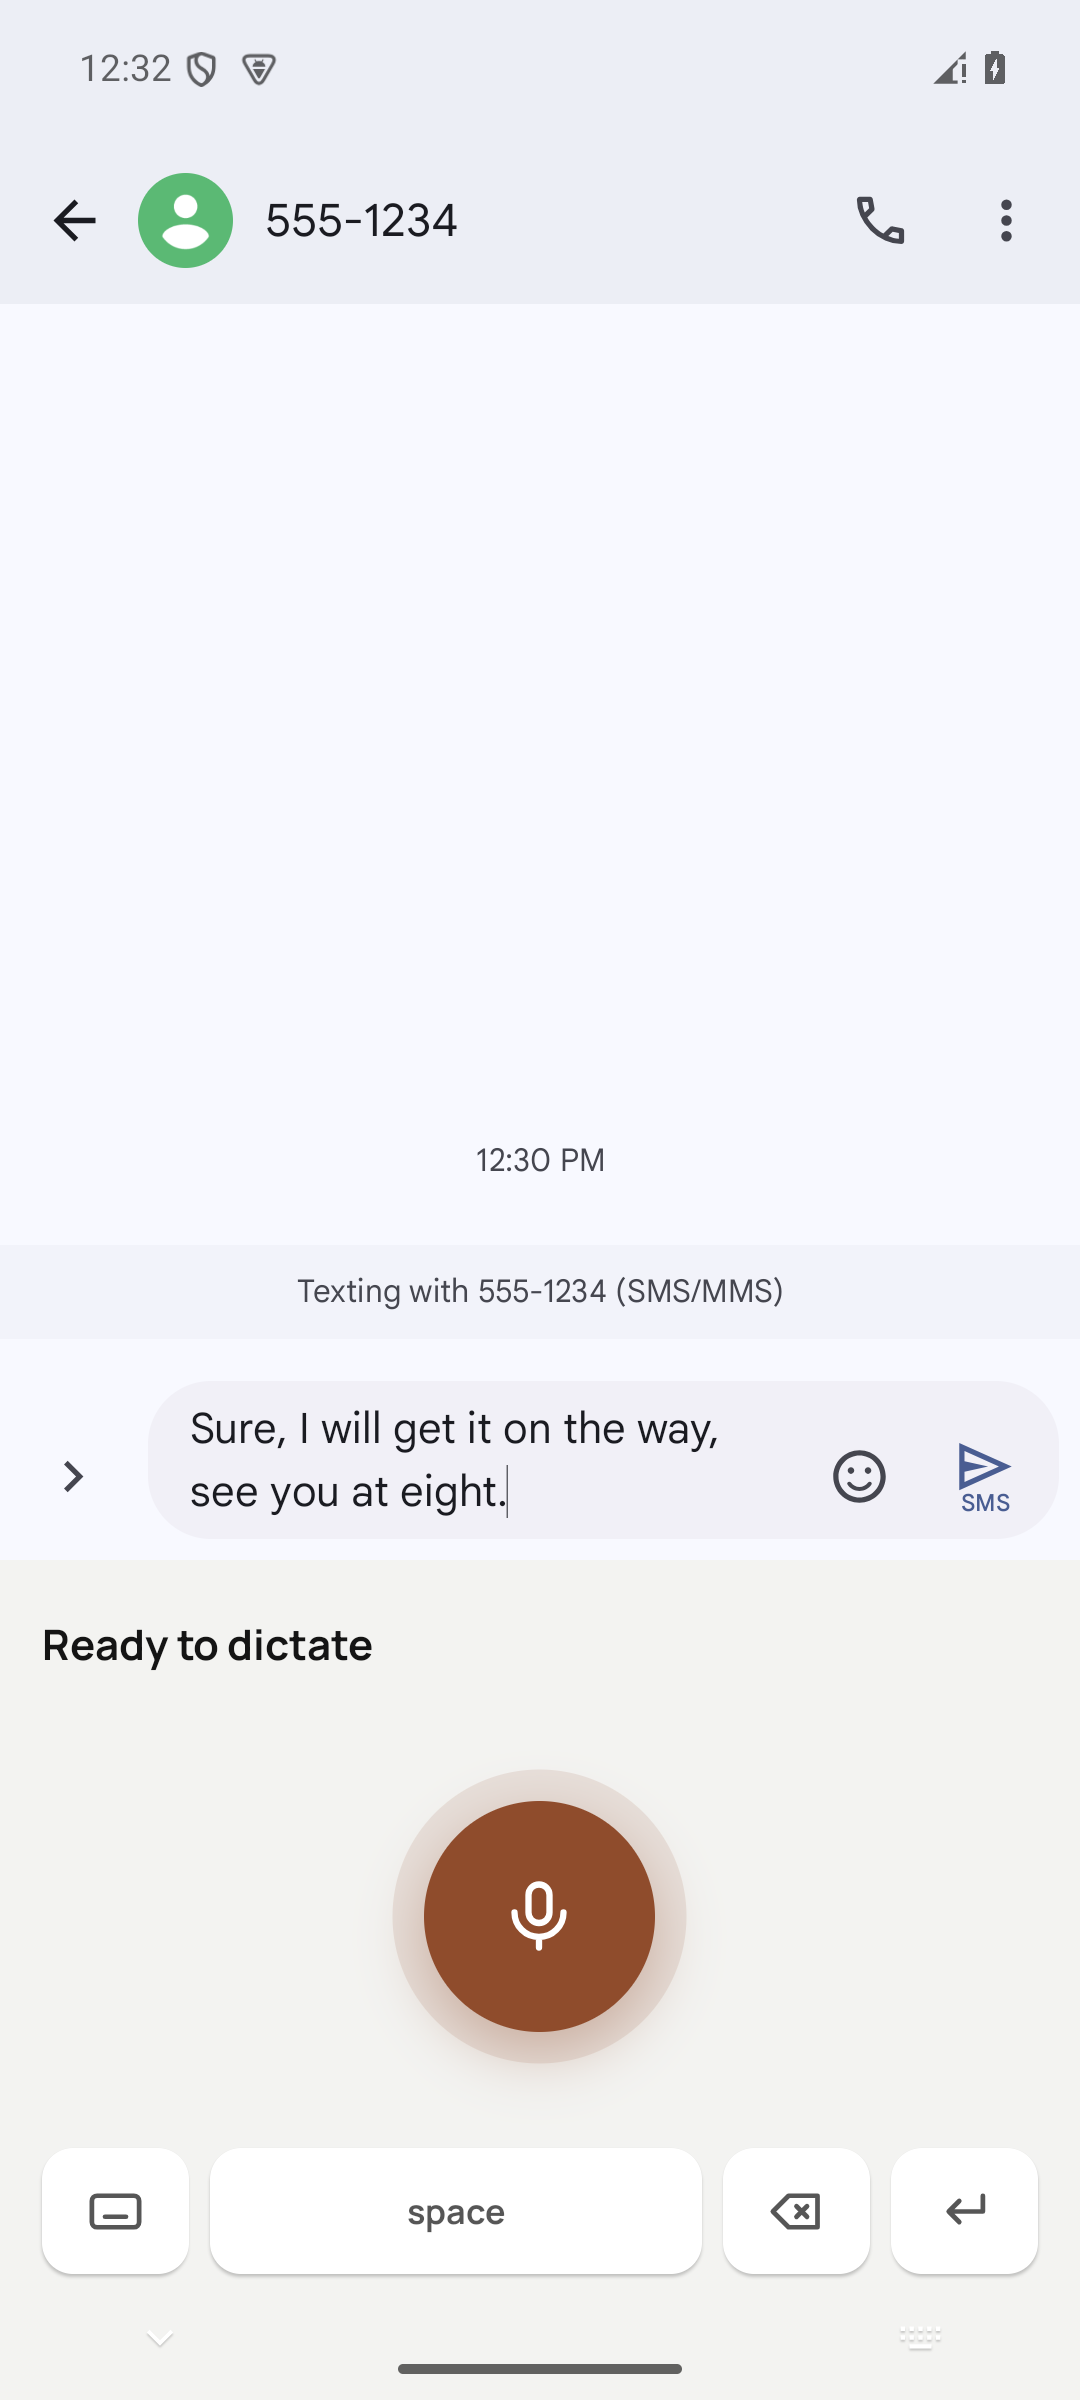 12:32
555-1234
12:30 PM
Texting with 555-1234 (SMS/MMS)
Sure, I will get it on the way,
see you at eight.
SMS
Ready to dictate
space